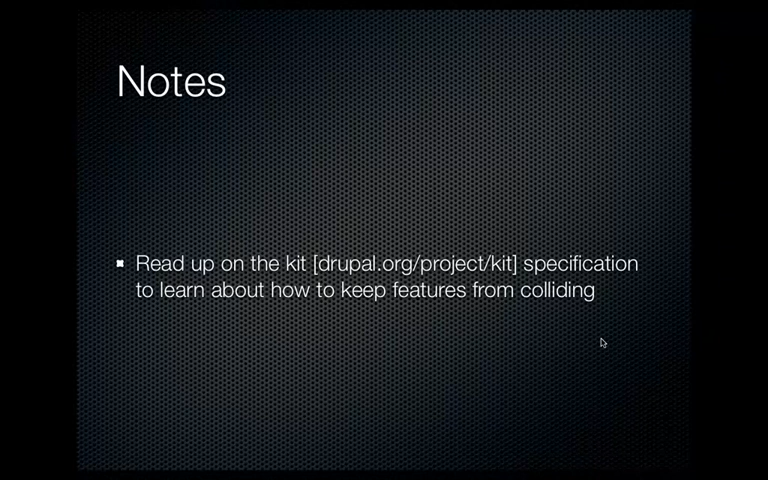 Notes
Read up on the kit [drupal.org/project/kit] specification
to learn about how to keep features from colliding